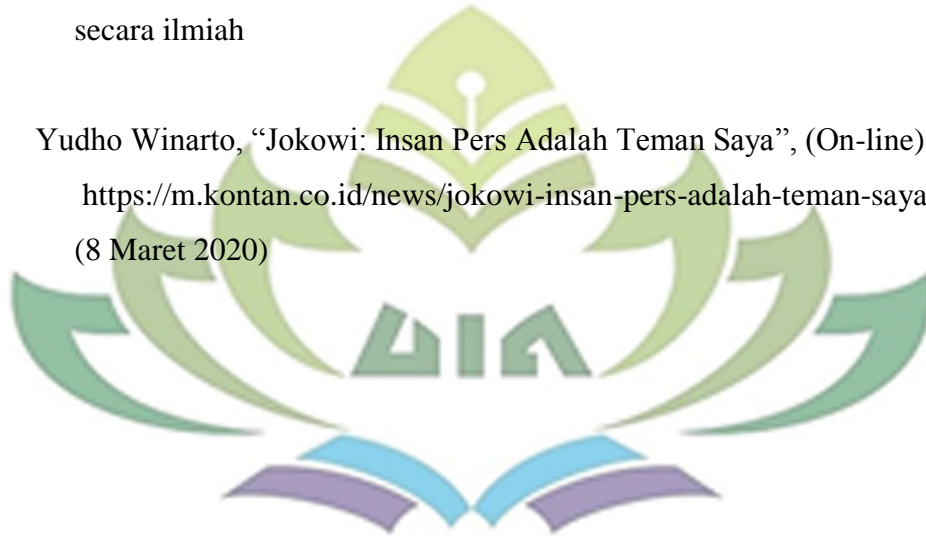 secara ilmiah
Yudho Winarto, “Jokowi: Insan Pers Adalah Teman Saya”, (On-line)
https://m.kontan.co.id/news/jokowi-insan-pers-adalah-teman-saya
(8 Maret 2020)
UIN